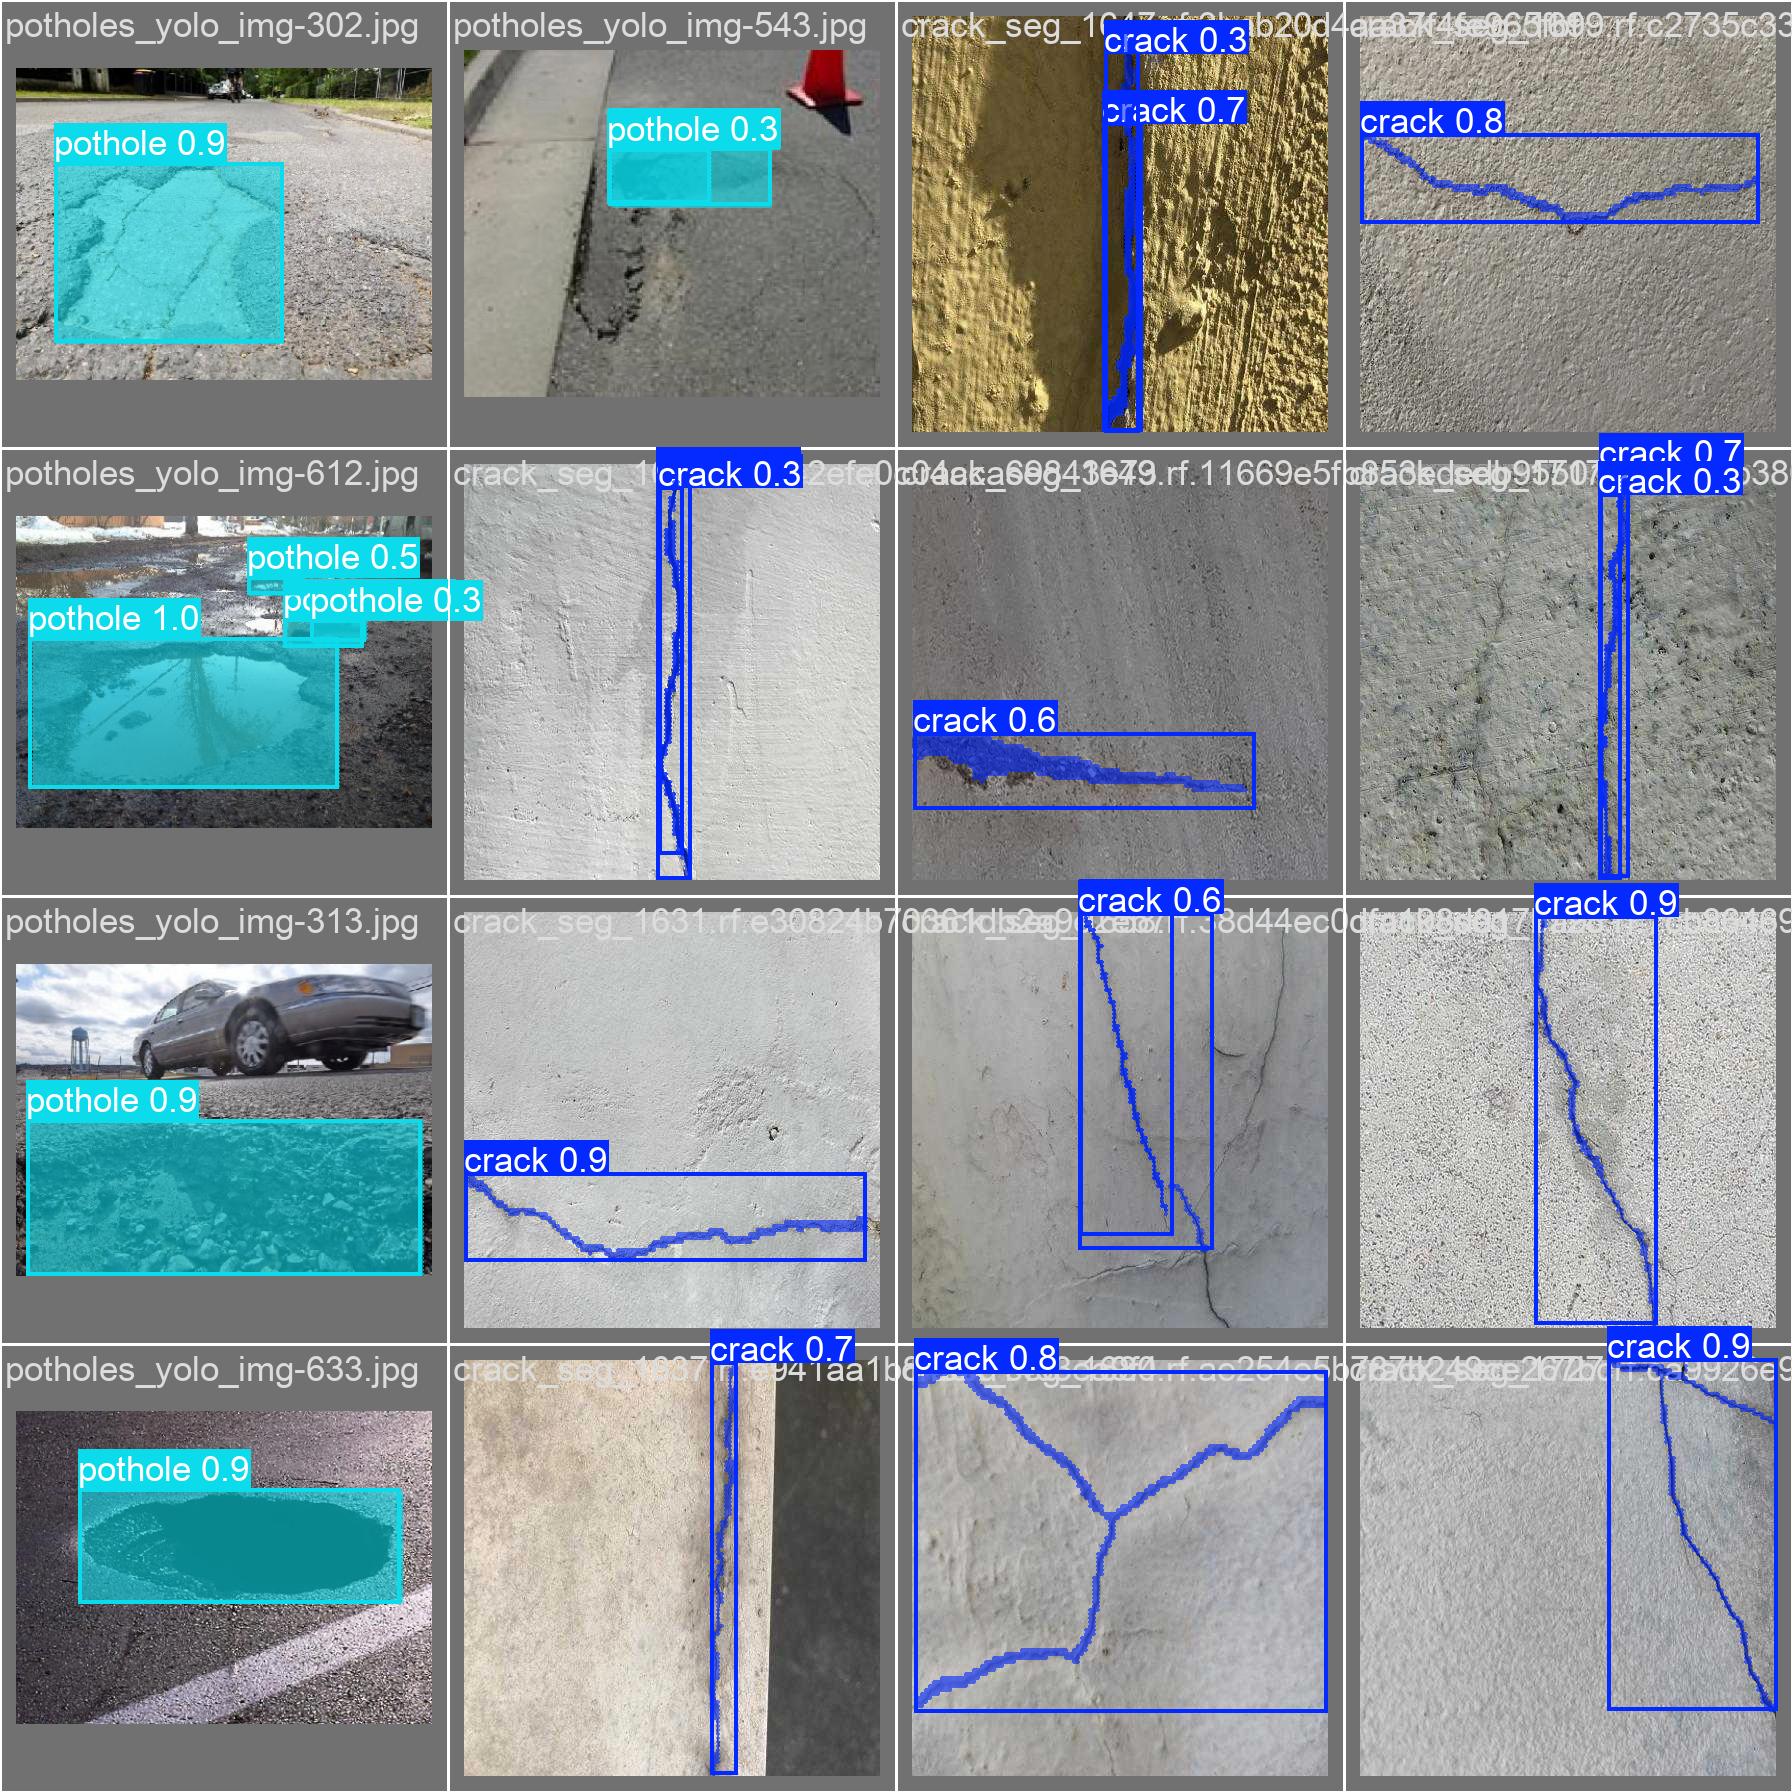 potholes_yolo_img-302.jpg
pothole 0.9
potholes_yolo_img-543.jpg
pothole 0.3
crack 0.3
crack 0.7
crack 0.8
potholes_yolo_img-612.jpg
pothole 0.5
pothole 0.3
pothole 1.0
crack 0.3
crack 0.6
crack 0.7
crack 0.3
potholes_yolo_img-313.jpg
pothole 0.9
crack_seg_1631.rf.e30824b7
crack 0.9
crack 0.6
crack 0.9
potholes_yolo_img-633.jpg
pothole 0.9
crack 0.7
crack 0.8
crack 0.9